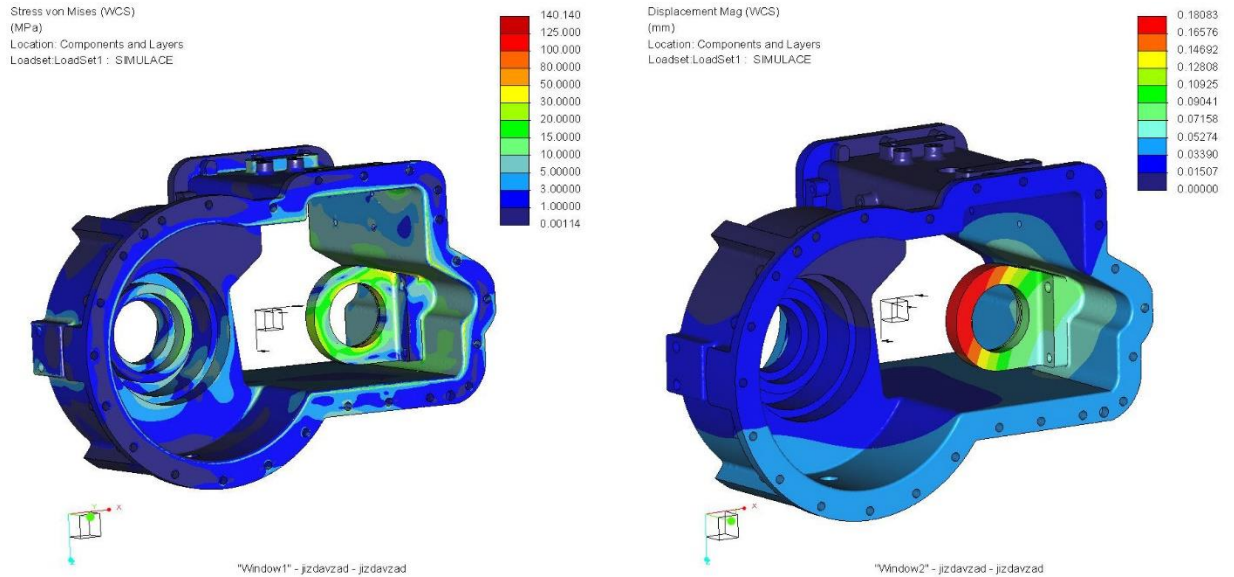 Stress von Mises (WCS)
(MPa)
Location: Components and Layers
Loadset:LoadSet1 : SIMULACE
140.140
125.000
100.000
80.0000
50.0000
30.0000
20.0000
15.0000
10.0000
5.0000
3.00000
1.00000
0.00114
X
Y
"Window1" - jizdavzad - jizdavzad
Displacement Mag (WCS)
(mm)
Location: Components and Layers
Loadset:LoadSet1 : SIMULACE
0.18083
0.16576
0.14692
0.12808
0.10925
0.09041
0.07158
0.05274
0.03390
0.01507
0.00000
X
"Window2" - jizdavzad - jizdavzad